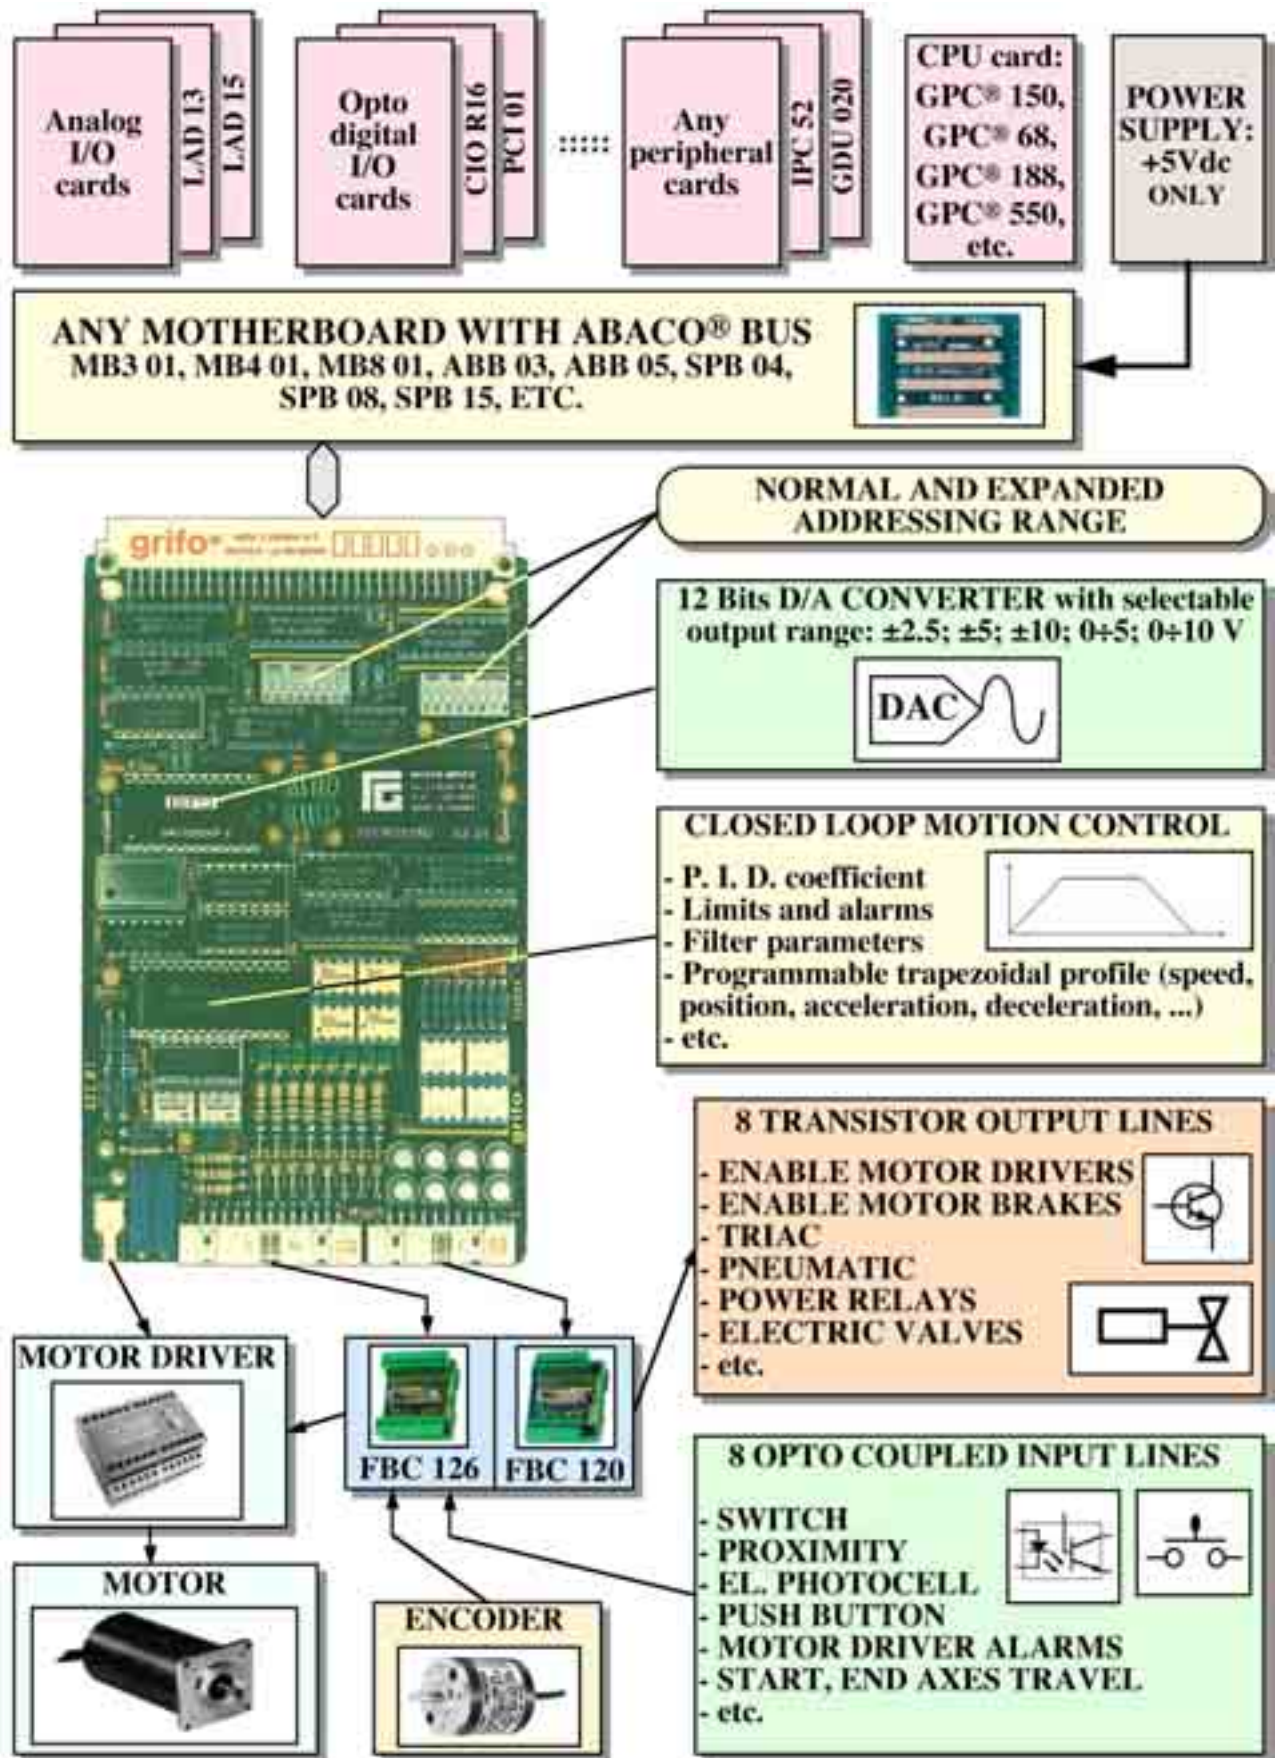 Analog
I/O
cards
LAD 13
LAD 15
Opto
digital
I/O
cards
CIO R16
PCI 01
Any
peripheral
cards
IPC 52
GDU 020
CPU card:
GPC® 150,
GPC® 68,
GPC® 188,
GPC® 550,
etc.
POWER
SUPPLY:
+5Vdc
ONLY
ANY MOTHERBOARD WITH ABACO® BUS
MB3 01, MB4 01, MB8 01, ABB 03, ABB 05, SPB 04,
SPB 08, SPB 15, ETC.
NORMAL AND EXPANDED
ADDRESSING RANGE
grifo®
12 Bits D/A CONVERTER with selectable
output range: ±2.5; ±5; ±10; 0÷5; 0÷10 V
DAC
CLOSED LOOP MOTION CONTROL
- P. I. D. coefficient
- Limits and alarms
- Filter parameters
- Programmable trapezoidal profile (speed,
position, acceleration, deceleration, ...)
- etc.
grifo
8 TRANSISTOR OUTPUT LINES
- ENABLE MOTOR DRIVERS
- ENABLE MOTOR BRAKES
- TRIAC
- PNEUMATIC
- POWER RELAYS
- ELECTRIC VALVES
- etc.
MOTOR DRIVER
FBC 126
FBC 120
8 OPTO COUPLED INPUT LINES
- SWITCH
- PROXIMITY
- EL. PHOTOCELL
- PUSH BUTTON
- MOTOR DRIVER ALARMS
- START, END AXES TRAVEL
- etc.
MOTOR
ENCODER